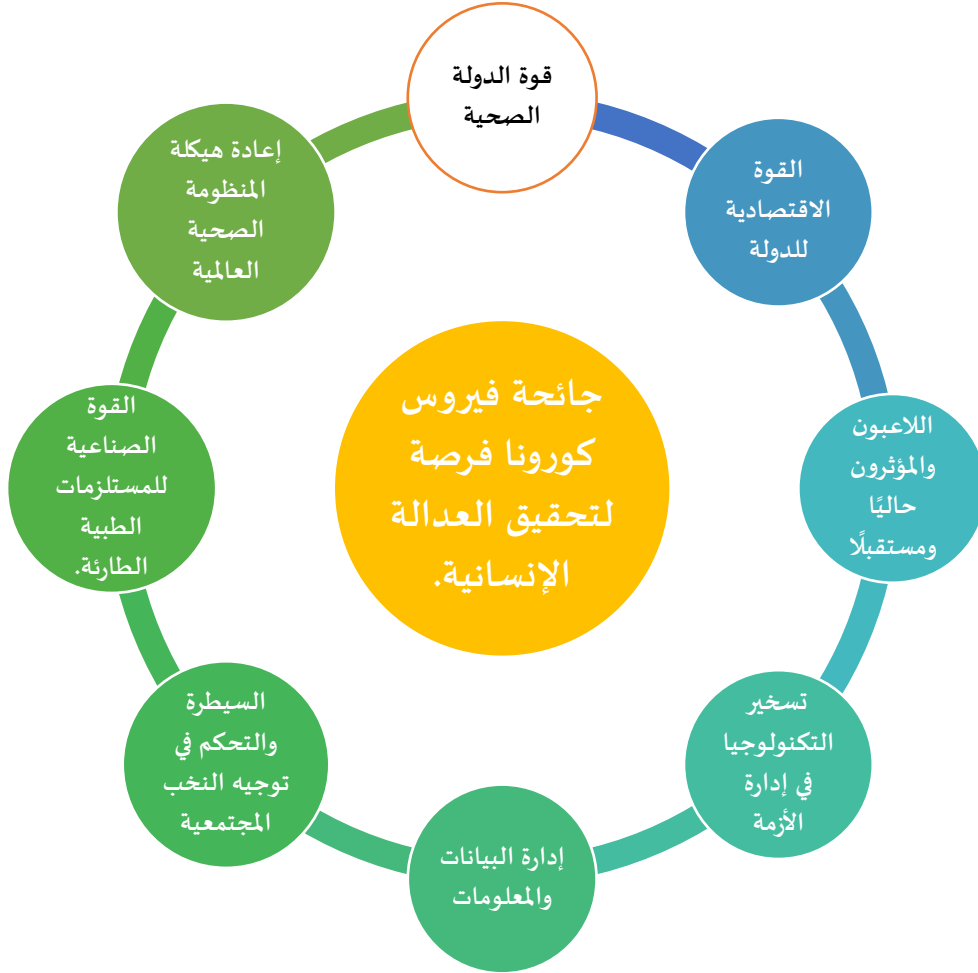 قوة الدولة
الصحية
القوة
الاقتصادية
للدولة
اللاعبون
والمؤثرون
حاليًا
ومستقبلًا
تسخير
التكنولوجيا
في إدارة
الأزمة
إدارة البيانات
والمعلومات
السيطرة
والتحكم في
توجيه النخب
المجتمعية
القوة
الصناعية
للمستلزمات
الطبية
الطارئة.
إعادة هيكلة
المنظومة
الصحية
العالمية
جائحة فيروس
كورونا فرصة
لتحقيق العدالة
الإنسانية.